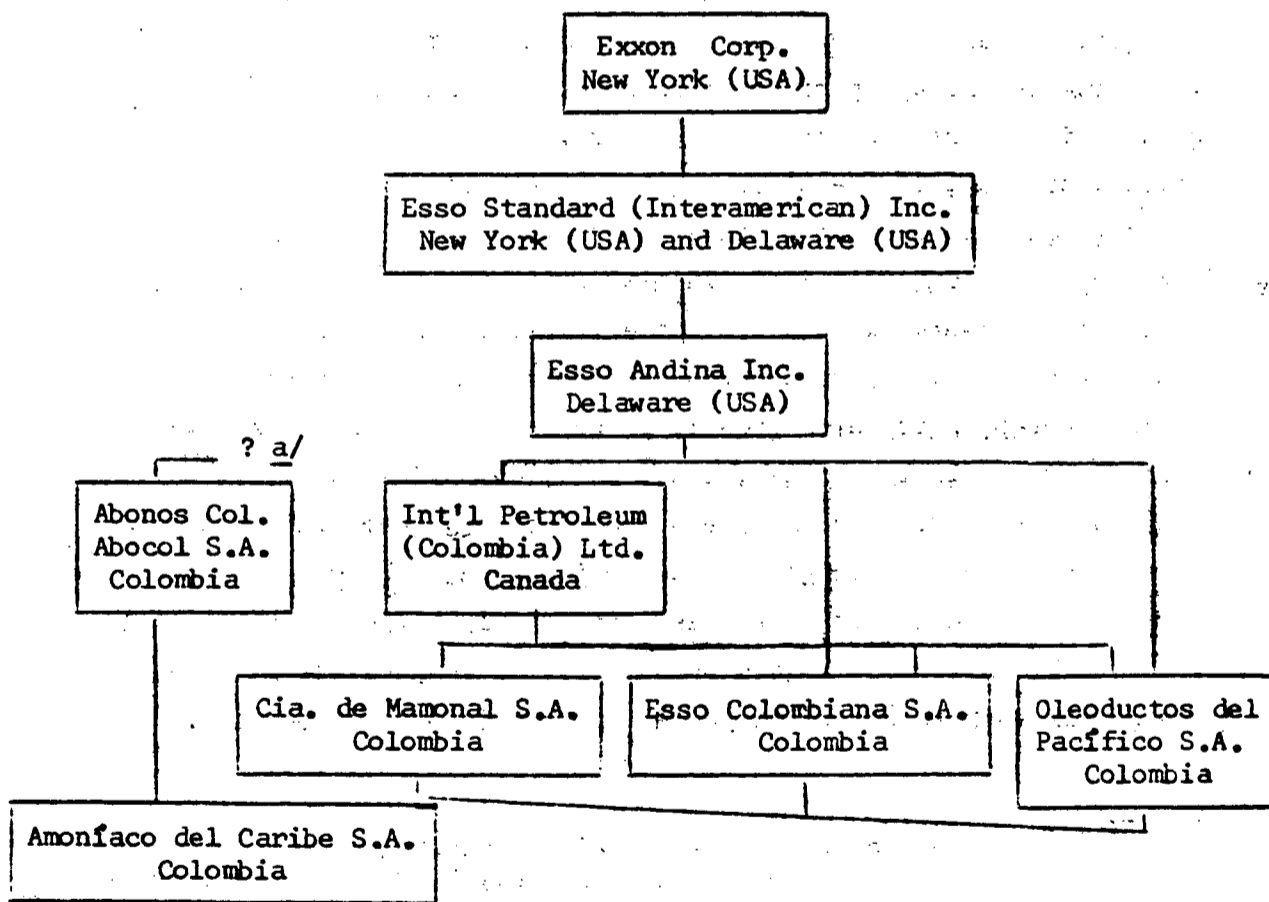 Exxon Corp.
New York (USA)
Esso Standard (Interamerican) Inc.
New York (USA) and Delaware (USA)
Esso Andina Inc.
Delaware (USA)
? a/
Abonos Col.
Abocol S.A.
Colombia
Int'l Petroleum
(Colombia) Ltd.
Canada
Cia. de Mamonal S.A.
Colombia
Esso Colombiana S.A.
Colombia
Oleoductos del
Pacífico S.A.
Colombia
Amoníaco del Caribe S.A.
Colombia